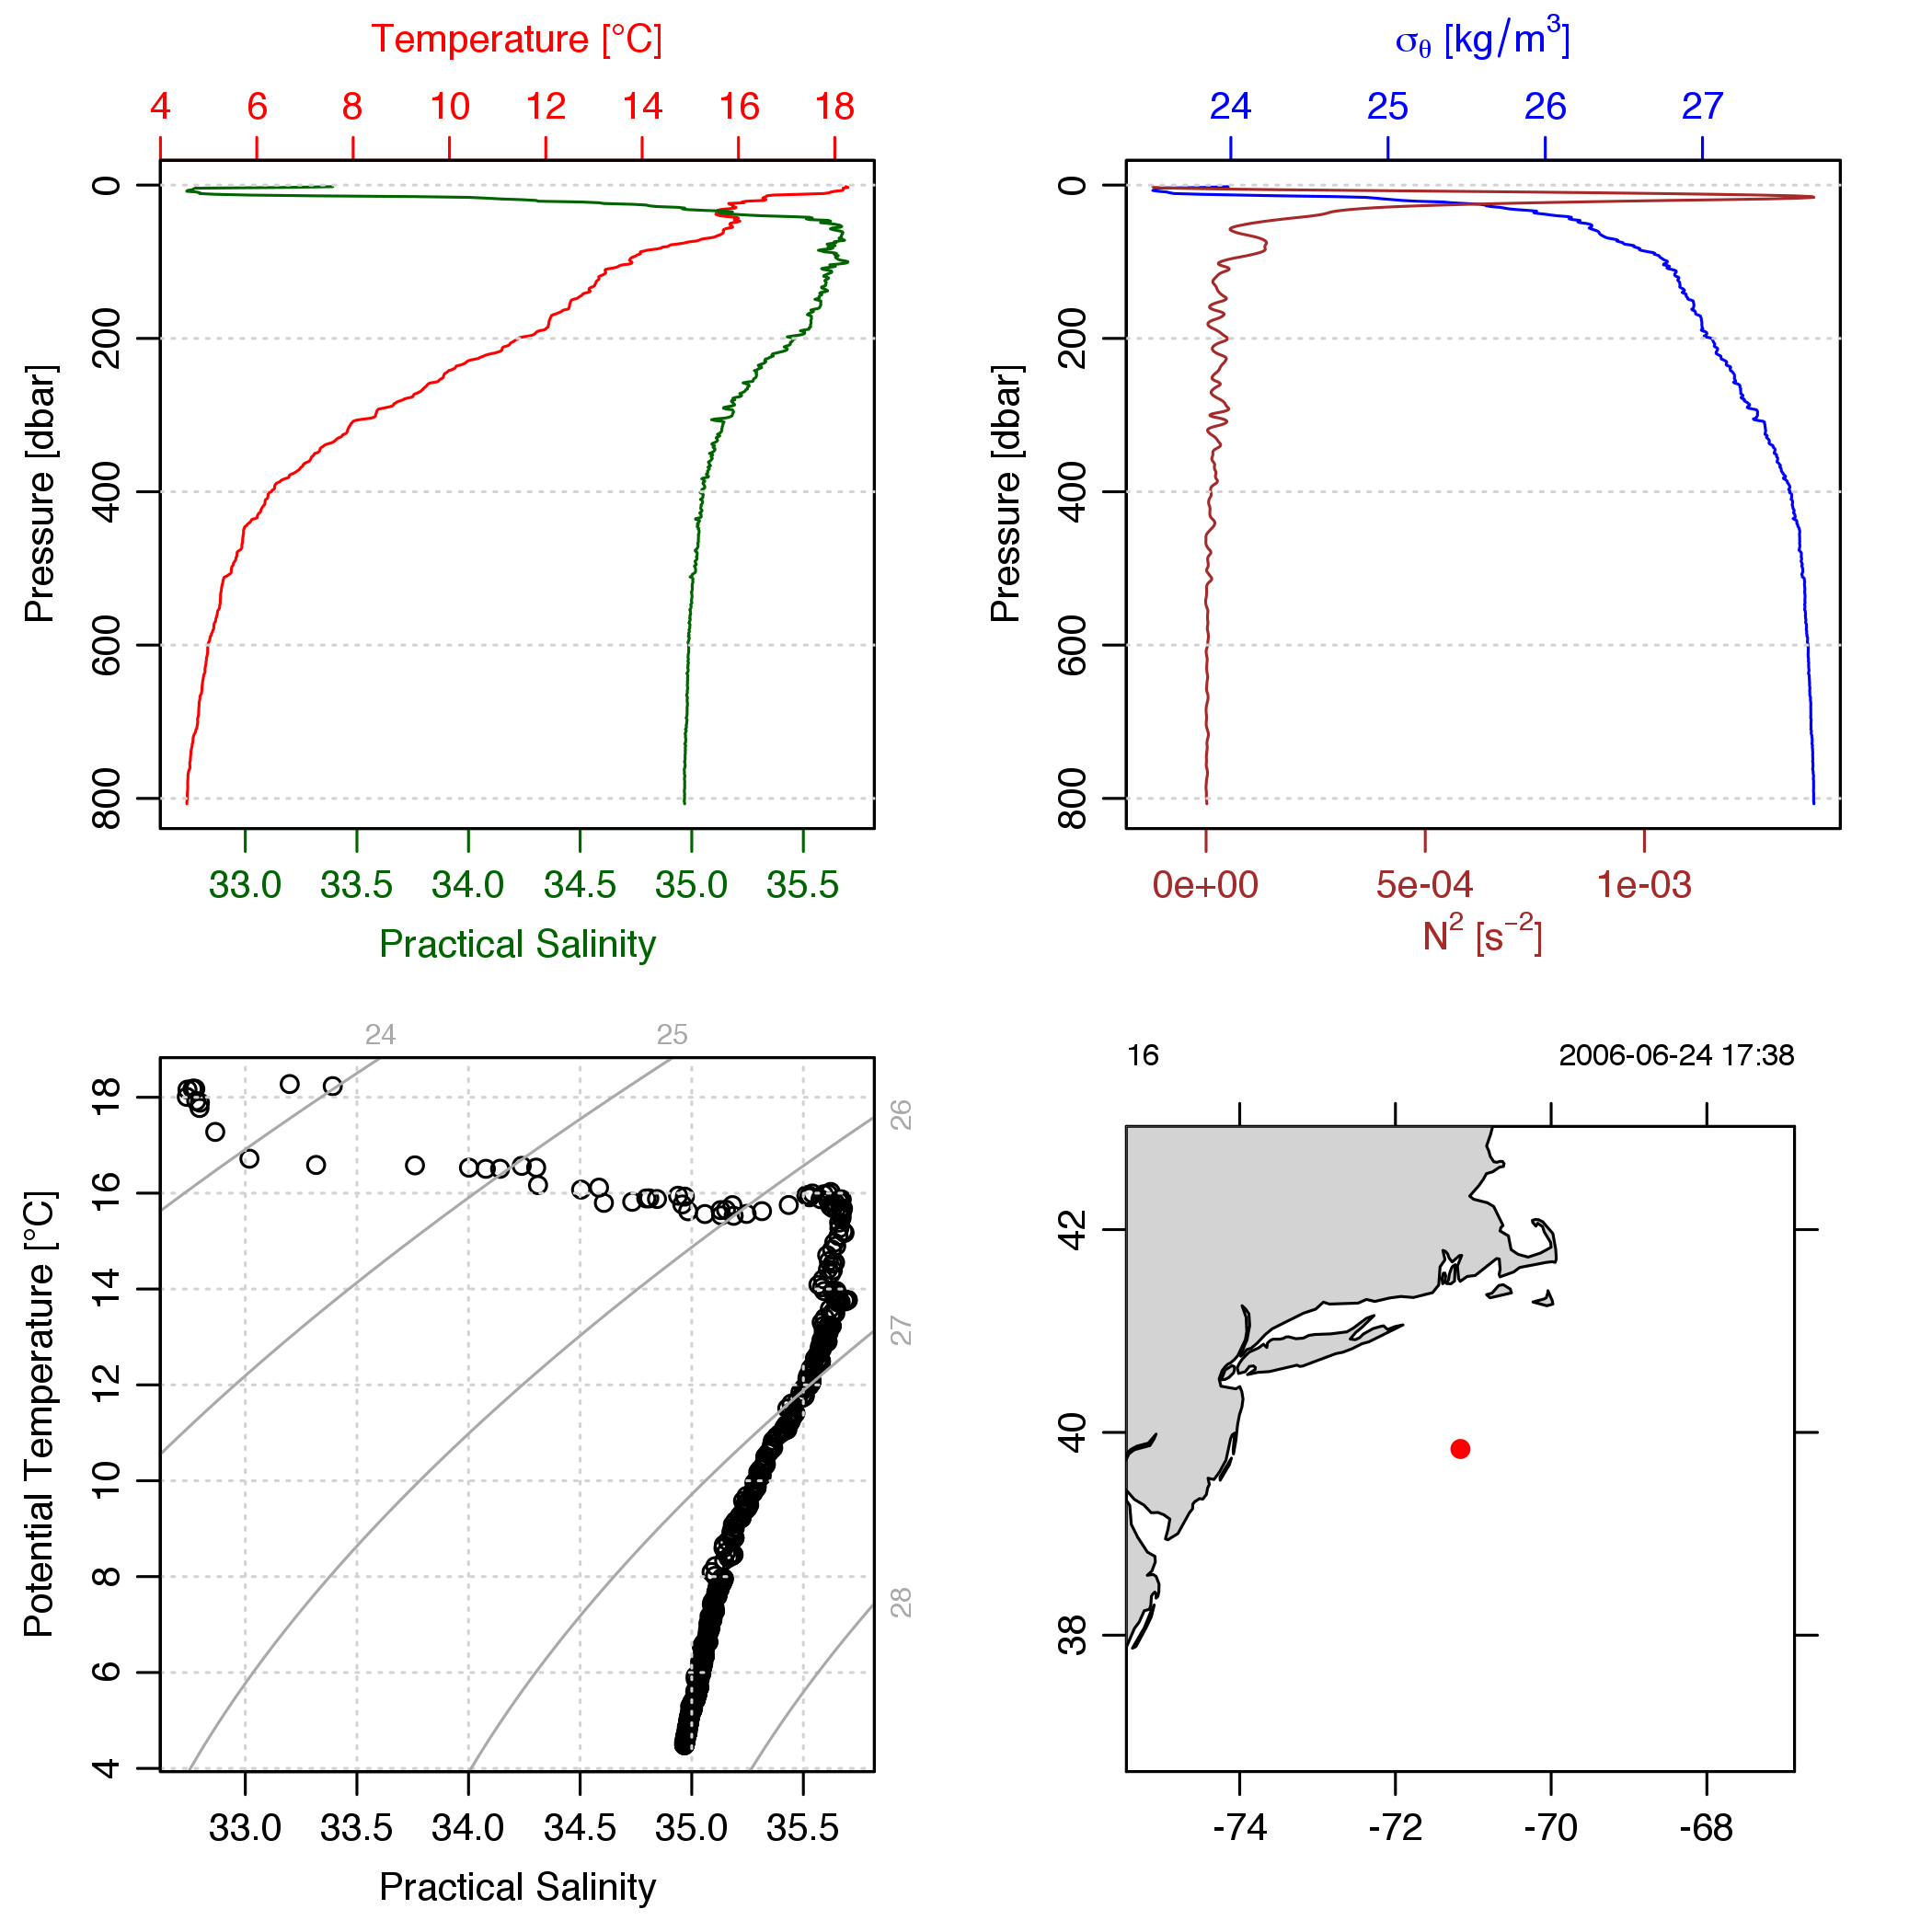 Temperature [°C]
4 6 8 10 12 14 16 18
0
200
400
600
800
Pressure [dbar]
33.0 33.5 34.0 34.5 35.0 35.5
Practical Salinity
σθ [kg/m³]
24 25 26 27
0
200
400
600
800
Pressure [dbar]
0e+00 5e-04 1e-03
N² [s⁻²]
24 25
26
27
28
18
16
14
12
10
8
6
4
Potential Temperature [°C]
33.0 33.5 34.0 34.5 35.0 35.5
Practical Salinity
16 2006-06-24 17:38
42
40
38
-74 -72 -70 -68